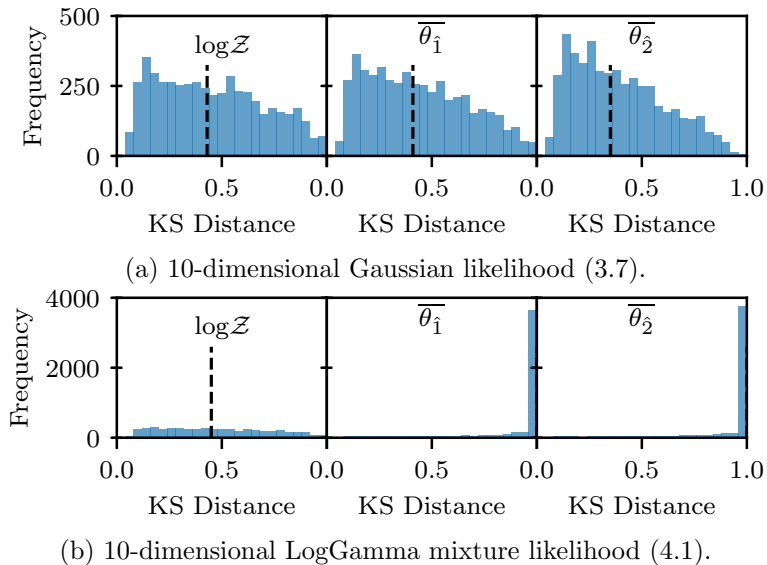 500
250
0
Frequency
log𝒵
θ̅_1̂
θ̅_2̂
0.0 0.5 0.0 0.5 0.0 0.5 1.0
KS Distance KS Distance KS Distance
(a) 10-dimensional Gaussian likelihood (3.7).
4000
2000
0
Frequency
log𝒵
θ̅_1̂
θ̅_2̂
0.0 0.5 0.0 0.5 0.0 0.5 1.0
KS Distance KS Distance KS Distance
(b) 10-dimensional LogGamma mixture likelihood (4.1).